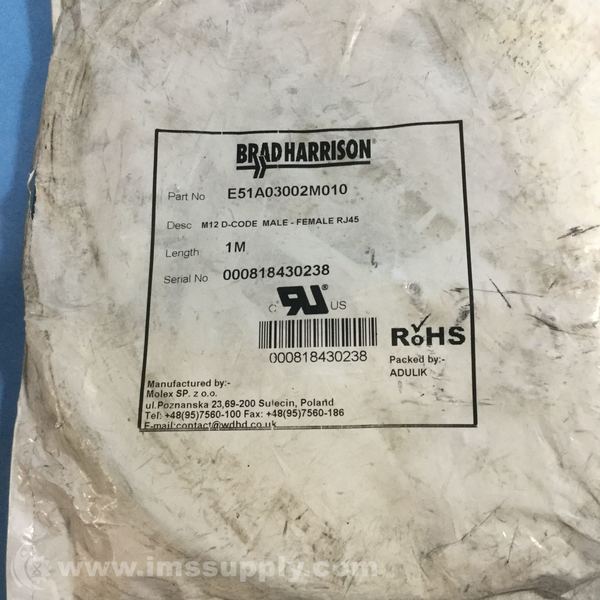 BRADHARRISON®
Part No E51A03002M010
Desc M12 D-CODE MALE - FEMALE RJ45
Length 1M
Serial No 000818430238
C RU® US
000818430238
RoHS
Packed by:-
ADULIK
Manufactured by:-
Molex SP. z o.o.
ul.Poznanska 23,69-200 Sulecin, Poland
Tel: +48(95)7560-100 Fax: +48(95)7560-186
E-mail:contact@wdhd.co.uk
www.imssupply.com